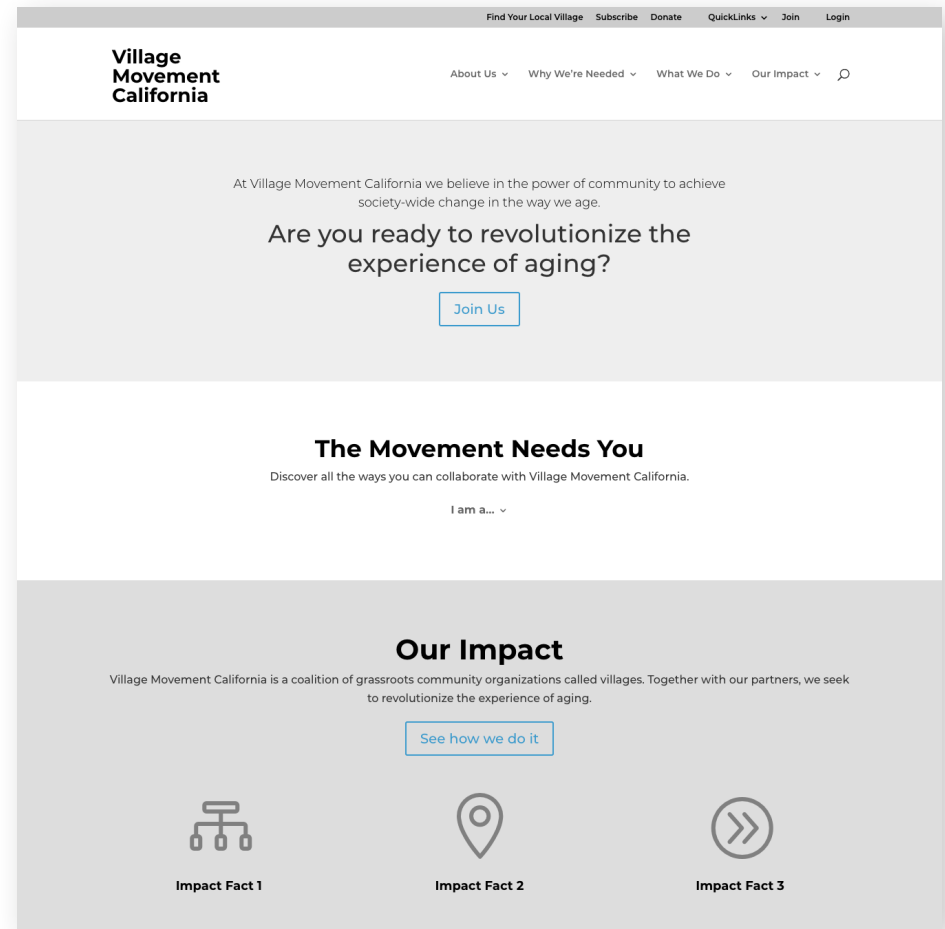 Find Your Local Village Subscribe Donate QuickLinks Join Login
Village
Movement
California
About Us Why We're Needed What We Do Our Impact
At Village Movement California we believe in the power of community to achieve
society-wide change in the way we age.
Are you ready to revolutionize the
experience of aging?
Join Us
The Movement Needs You
Discover all the ways you can collaborate with Village Movement California.
I am a...
Our Impact
Village Movement California is a coalition of grassroots community organizations called villages. Together with our partners, we seek
to revolutionize the experience of aging.
See how we do it
Impact Fact 1 Impact Fact 2 Impact Fact 3